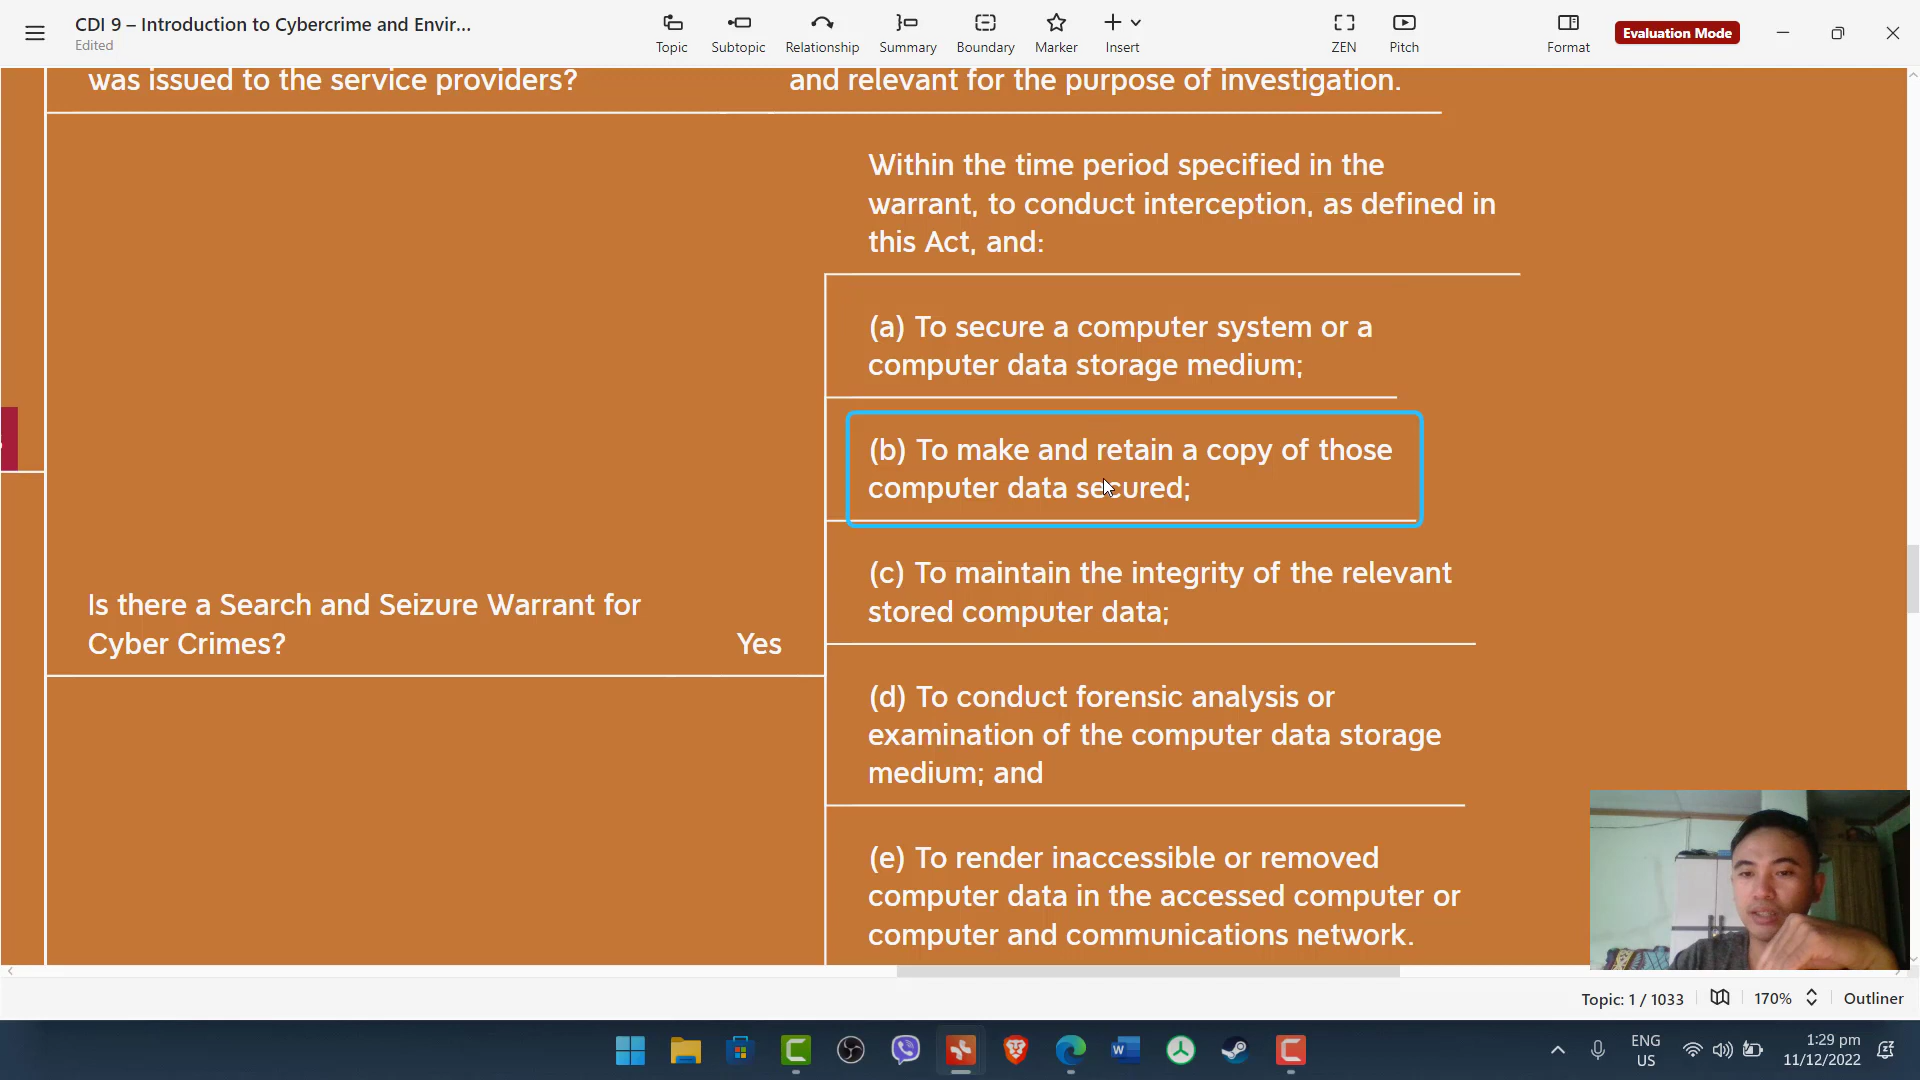 CDI 9 – Introduction to Cybercrime and Envir...
Edited
Topic
Subtopic
Relationship
Summary
Boundary
Marker
Insert
ZEN
Pitch
Format
Evaluation Mode
was issued to the service providers?
and relevant for the purpose of investigation.
Within the time period specified in the
warrant, to conduct interception, as defined in
this Act, and:
(a) To secure a computer system or a
computer data storage medium;
(b) To make and retain a copy of those
computer data secured;
(c) To maintain the integrity of the relevant
stored computer data;
Is there a Search and Seizure Warrant for
Cyber Crimes?
Yes
(d) To conduct forensic analysis or
examination of the computer data storage
medium; and
(e) To render inaccessible or removed
computer data in the accessed computer or
computer and communications network.
Topic: 1 / 1033
170%
Outliner
ENG
US
1:29 pm
11/12/2022